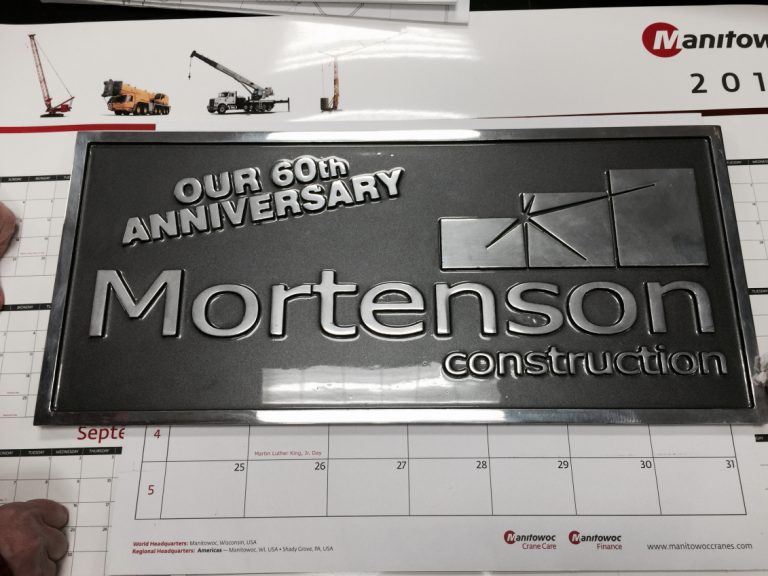 Manitowoc
201
OUR 60th
ANNIVERSARY
Mortenson
construction
Septe
4
Martin Luther King, Jr. Day
25
26
27
28
29
30
31
5
World Headquarters: Manitowoc, Wisconsin, USA
Regional Headquarters: Americas — Manitowoc, WI, USA • Shady Grove, PA, USA
Manitowoc
Crane Care
Manitowoc
Finance
www.manitowoccranes.com